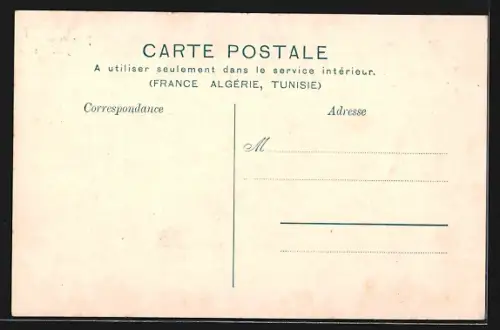 CARTE POSTALE
A utiliser seulement dans le service intérieur.
(FRANCE ALGÉRIE, TUNISIE)
Correspondance
Adresse
M